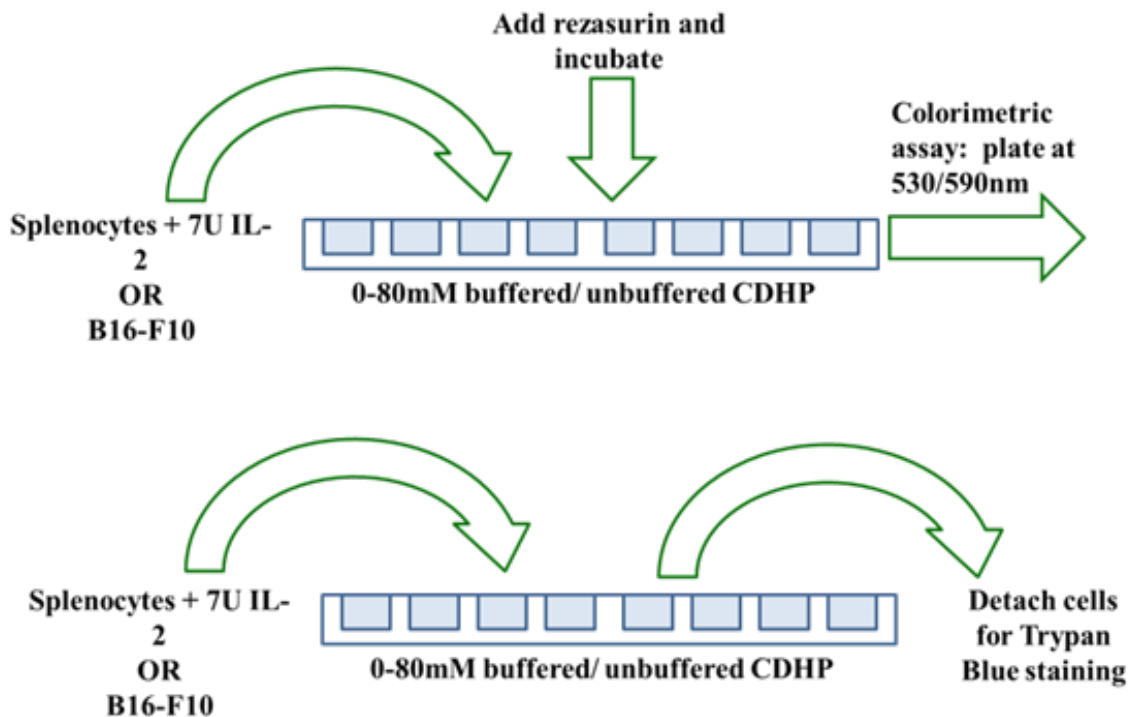 Add rezasurin and
incubate
Colorimetric
assay:  plate at
530/590nm
Splenocytes + 7U IL-
2
OR
B16-F10
0-80mM buffered/ unbuffered CDHP
Splenocytes + 7U IL-
2
OR
B16-F10
0-80mM buffered/ unbuffered CDHP
Detach cells
for Trypan
Blue staining